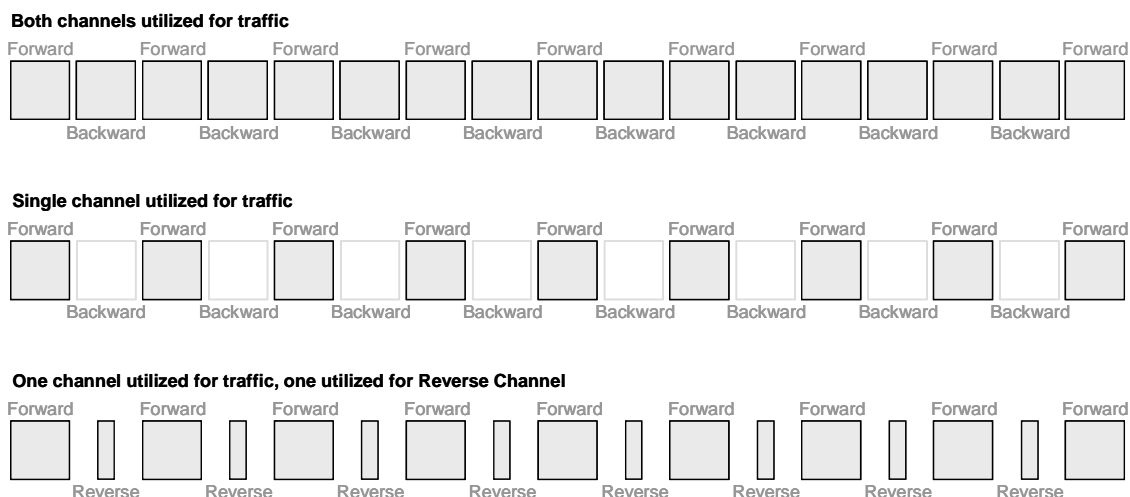 Both channels utilized for traffic
Forward Forward Forward Forward Forward Forward Forward Forward Forward
Backward Backward Backward Backward Backward Backward Backward Backward
Single channel utilized for traffic
Forward Forward Forward Forward Forward Forward Forward Forward Forward
Backward Backward Backward Backward Backward Backward Backward Backward
One channel utilized for traffic, one utilized for Reverse Channel
Forward Forward Forward Forward Forward Forward Forward Forward Forward
Reverse Reverse Reverse Reverse Reverse Reverse Reverse Reverse